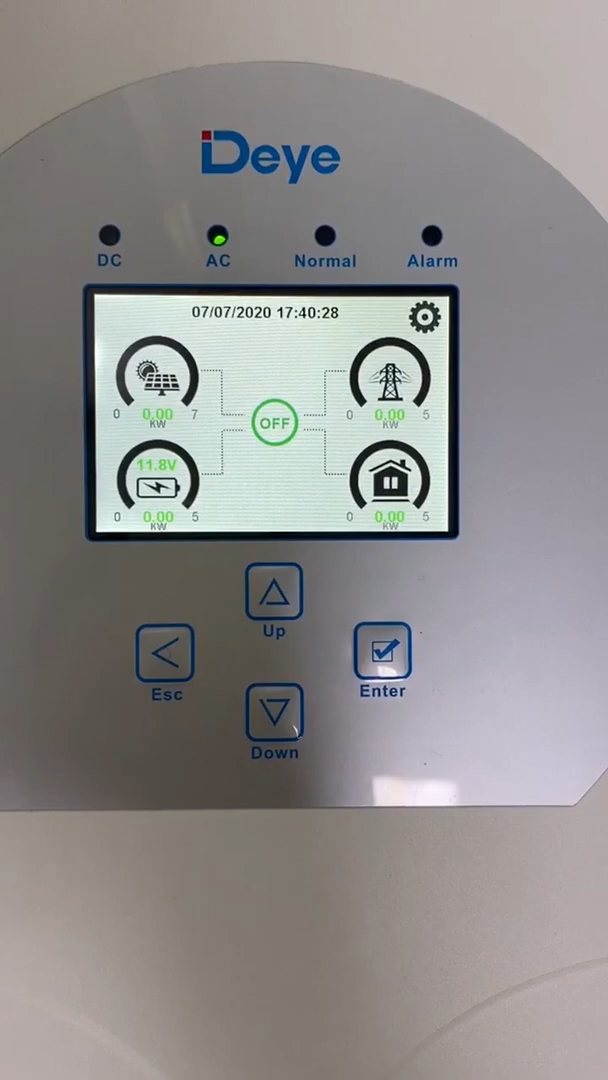 Deye
DC AC Normal Alarm
07/07/2020 17:40:28
0 0.00 7
KW
0 0.00 5
KW
OFF
11.8V
0 0.00 5
KW
0 0.00 5
KW
Up
Esc
Enter
Down